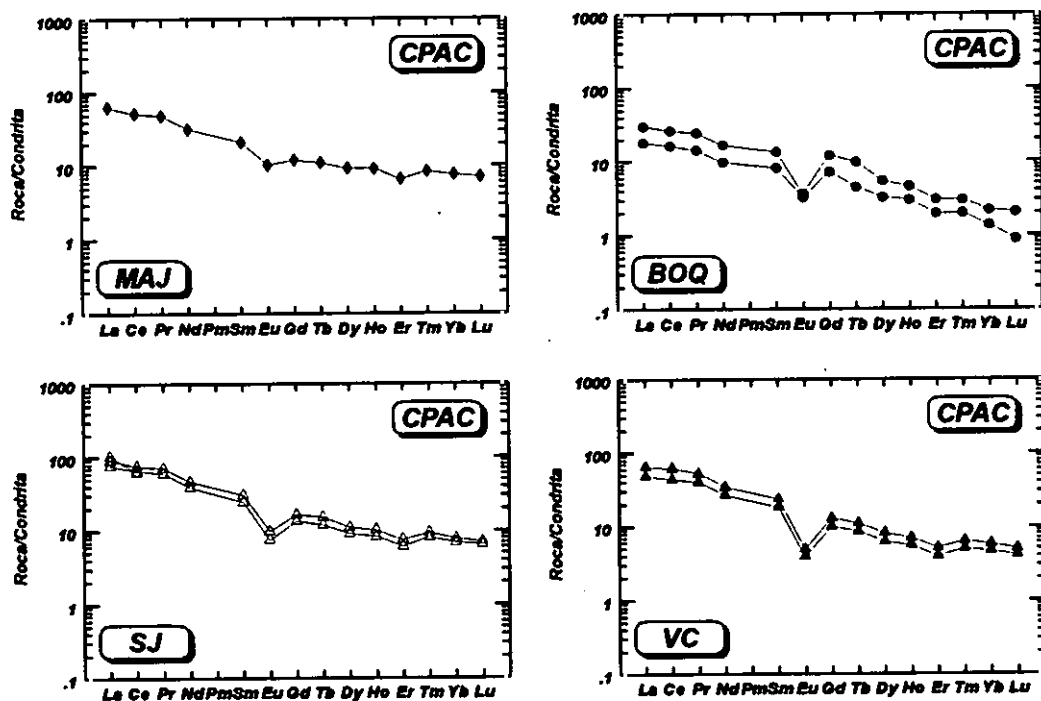 1000
100
10
1
.1
Roca/Condrita
CPAC
MAJ
La Ce Pr Nd Pm Sm Eu Gd Tb Dy Ho Er Tm Yb Lu
1000
100
10
1
.1
Roca/Condrita
CPAC
BOQ
La Ce Pr Nd Pm Sm Eu Gd Tb Dy Ho Er Tm Yb Lu
1000
100
10
1
.1
Roca/Condrita
CPAC
SJ
La Ce Pr Nd Pm Sm Eu Gd Tb Dy Ho Er Tm Yb Lu
1000
100
10
1
.1
Roca/Condrita
CPAC
VC
La Ce Pr Nd Pm Sm Eu Gd Tb Dy Ho Er Tm Yb Lu